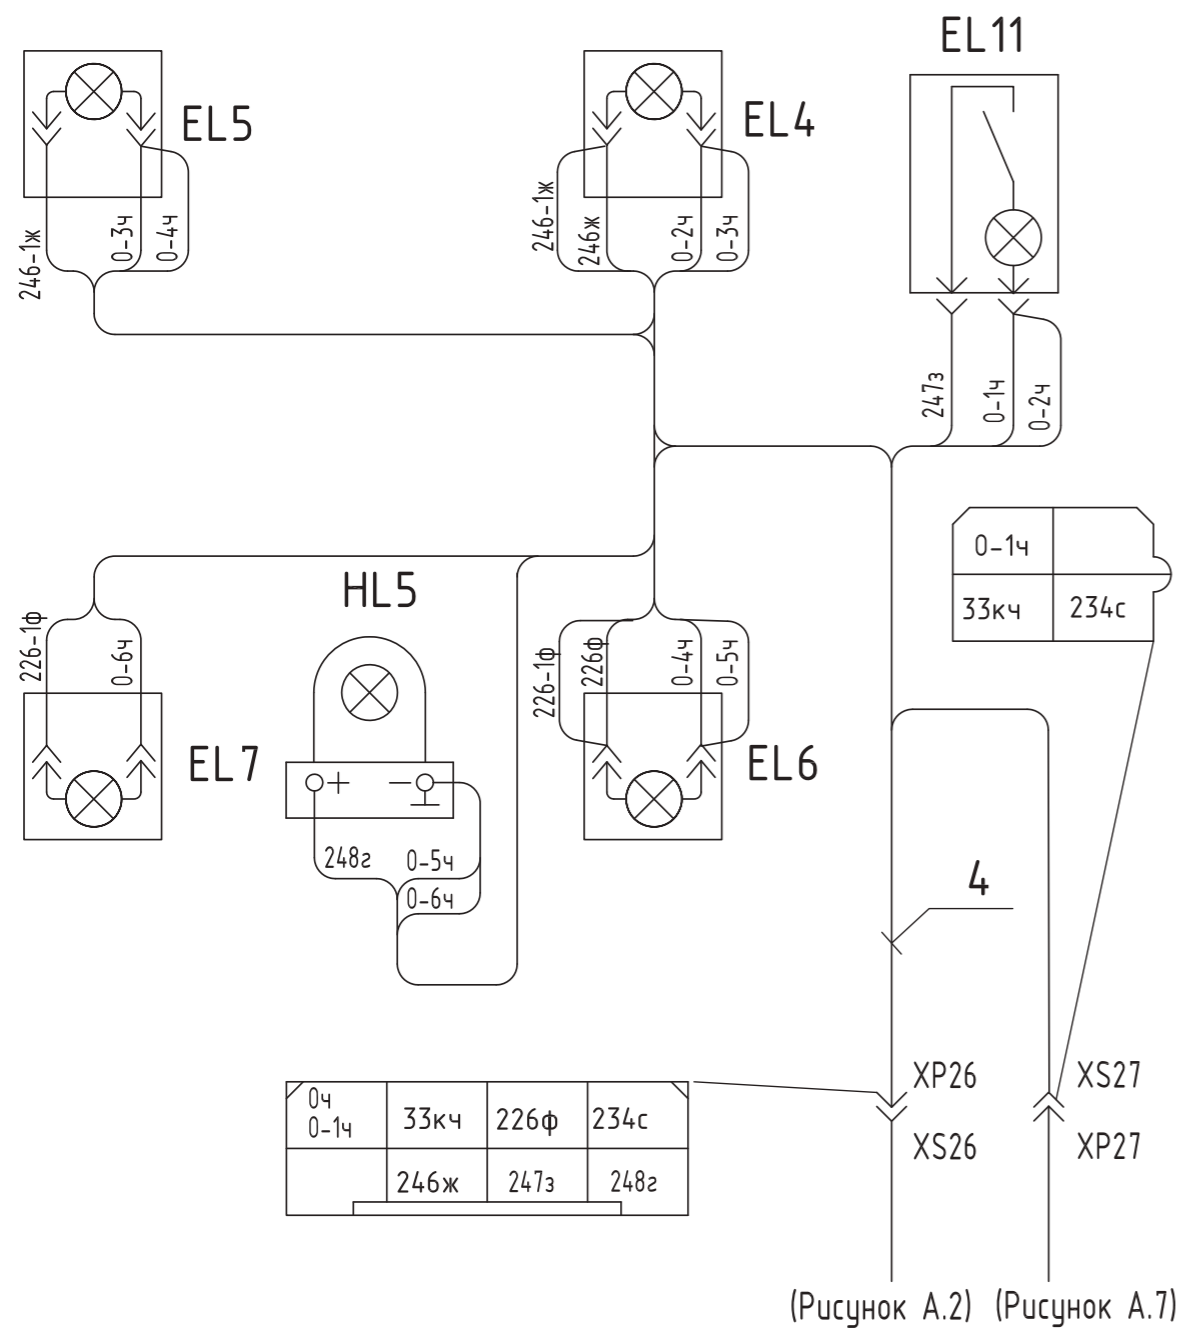 EL11
EL5
EL4
246-1ж
0-3ч
0-4ч
246-1ж
246ж
0-2ч
0-3ч
247з
0-1ч
0-2ч
0-1ч
33кч
234с
HL5
226-1ф
0-6ч
226-1ф
226ф
0-4ч
0-5ч
EL7
EL6
+
–
248г
0-5ч
0-6ч
4
XP26
XS27
XS26
XP27
0ч
0-1ч
33кч
226ф
234с
246ж
247з
248г
(Рисунок А.2)
(Рисунок А.7)